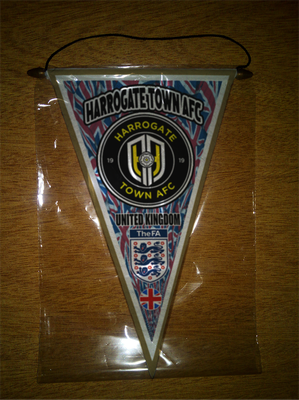 HARROGATE TOWN AFC
HARROGATE
19 19
TOWN AFC
UNITED KINGDOM
The FA